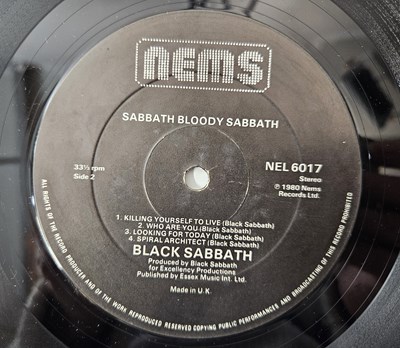 nems
SABBATH BLOODY SABBATH
33⅓ rpm
Side 2
NEL 6017
Stereo
℗ 1980 Nems
Records Ltd.
1. KILLING YOURSELF TO LIVE (Black Sabbath)
2. WHO ARE YOU (Black Sabbath)
3. LOOKING FOR TODAY (Black Sabbath)
4. SPIRAL ARCHITECT (Black Sabbath)
BLACK SABBATH
Produced by Black Sabbath
for Excellency Productions
Published by Essex Music Int. Ltd.
Made in U.K
ALL RIGHTS OF THE RECORD PRODUCER AND OF THE WORK REPRODUCED RESERVED COPYING PUBLIC PERFORMANCES AND BROADCASTING OF THIS RECORD PROHIBITED